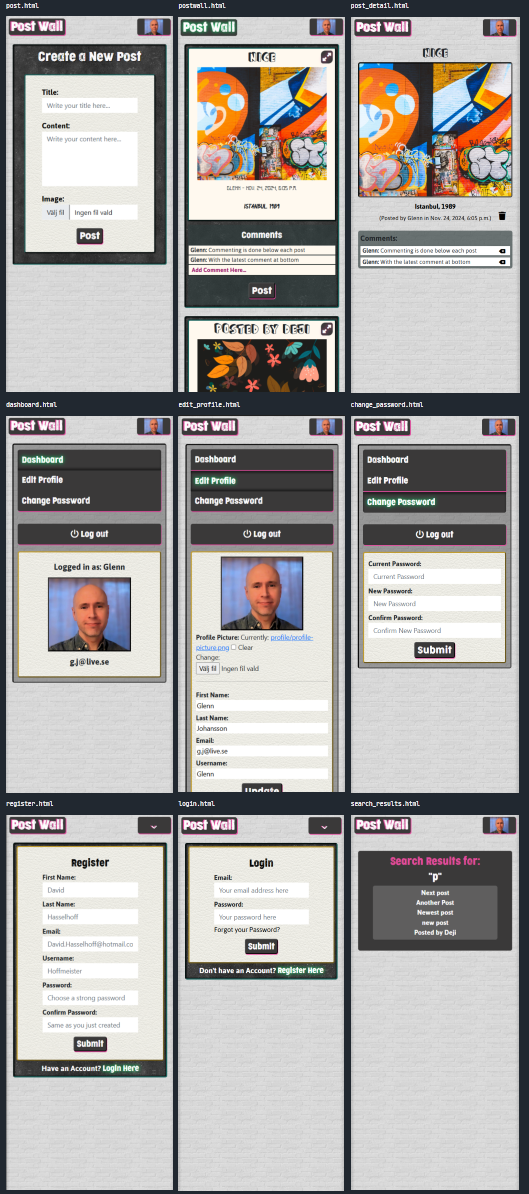 post.html
Post Wall
Create a New Post
Title:
Write your title here...
Content:
Write your content here...
Image:
Välj fil Ingen fil vald
Post
postwall.html
Post Wall
NICE
GLENN - NOV. 24, 2024, 6:05 P.M.
ISTANBUL 1989
Comments
Glenn: Commenting is done below each post
Glenn: With the latest comment at bottom
Add Comment Here...
Post
POSTED BY DEJI
post_detail.html
Post Wall
NICE
Istanbul, 1989
(Posted by Glenn in Nov. 24, 2024, 6:05 p.m.)
Comments:
Glenn: Commenting is done below each post
Glenn: With the latest comment at bottom
dashboard.html
Post Wall
Dashboard
Edit Profile
Change Password
Log out
Logged in as: Glenn
g.j@live.se
edit_profile.html
Post Wall
Dashboard
Edit Profile
Change Password
Log out
Profile Picture: Currently: profile/profile-
picture.png Clear
Change:
Välj fil Ingen fil vald
First Name:
Glenn
Last Name:
Johansson
Email:
g.j@live.se
Username:
Glenn
Update
change_password.html
Post Wall
Dashboard
Edit Profile
Change Password
Log out
Current Password:
Current Password
New Password:
New Password
Confirm Password:
Confirm New Password
Submit
register.html
Post Wall
Register
First Name:
David
Last Name:
Hasselhoff
Email:
David.Hasselhoff@hotmail.co
Username:
Hoffmeister
Password:
Choose a strong password
Confirm Password:
Same as you just created
Submit
Have an Account? Login Here
login.html
Post Wall
Login
Email:
Your email address here
Password:
Your password here
Forgot your Password?
Submit
Don't have an Account? Register Here
search_results.html
Post Wall
Search Results for:
"p"
Next post
Another Post
Newest post
new post
Posted by Deji